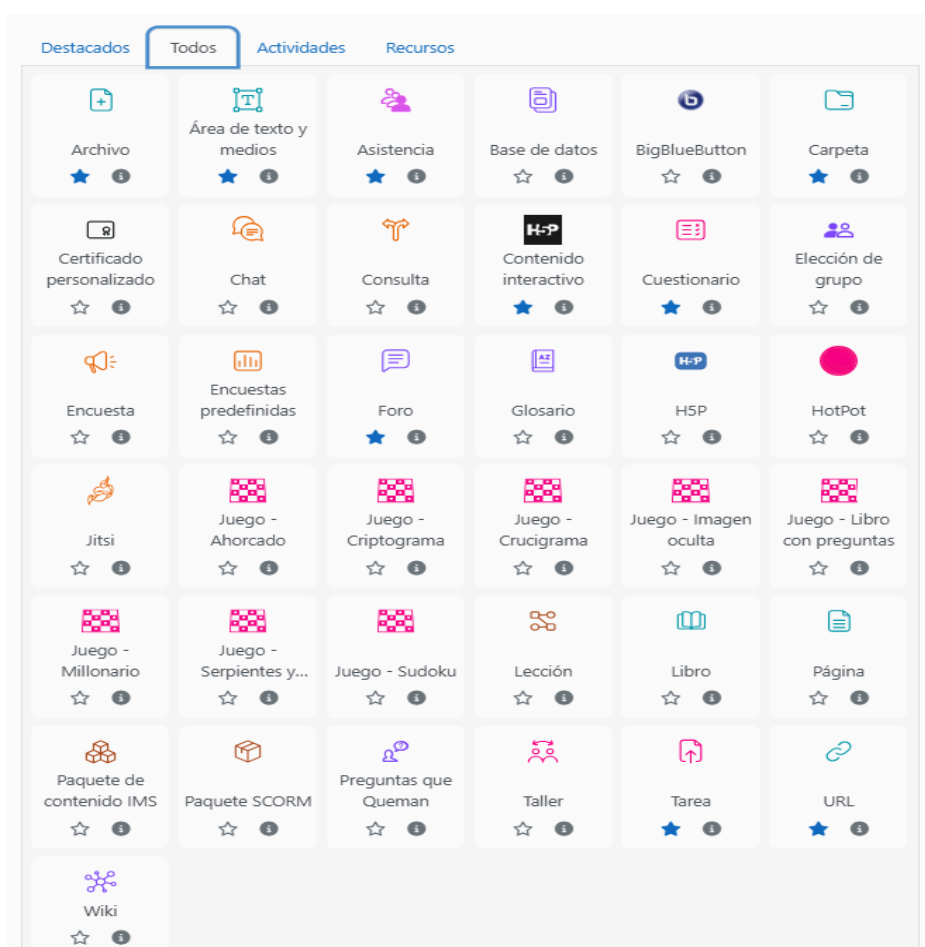 Destacados Todos Actividades Recursos
Archivo
Área de texto y
medios
Asistencia
Base de datos
BigBlueButton
Carpeta
Certificado
personalizado
Chat
Consulta
H-P
Contenido
interactivo
Cuestionario
Elección de
grupo
Encuesta
Encuestas
predefinidas
Foro
AZ
Glosario
H-P
H5P
HotPot
Jitsi
Juego -
Ahorcado
Juego -
Criptograma
Juego -
Crucigrama
Juego - Imagen
oculta
Juego - Libro
con preguntas
Juego -
Millonario
Juego -
Serpientes y...
Juego - Sudoku
Lección
Libro
Página
Paquete de
contenido IMS
Paquete SCORM
Preguntas que
Queman
Taller
Tarea
URL
Wiki